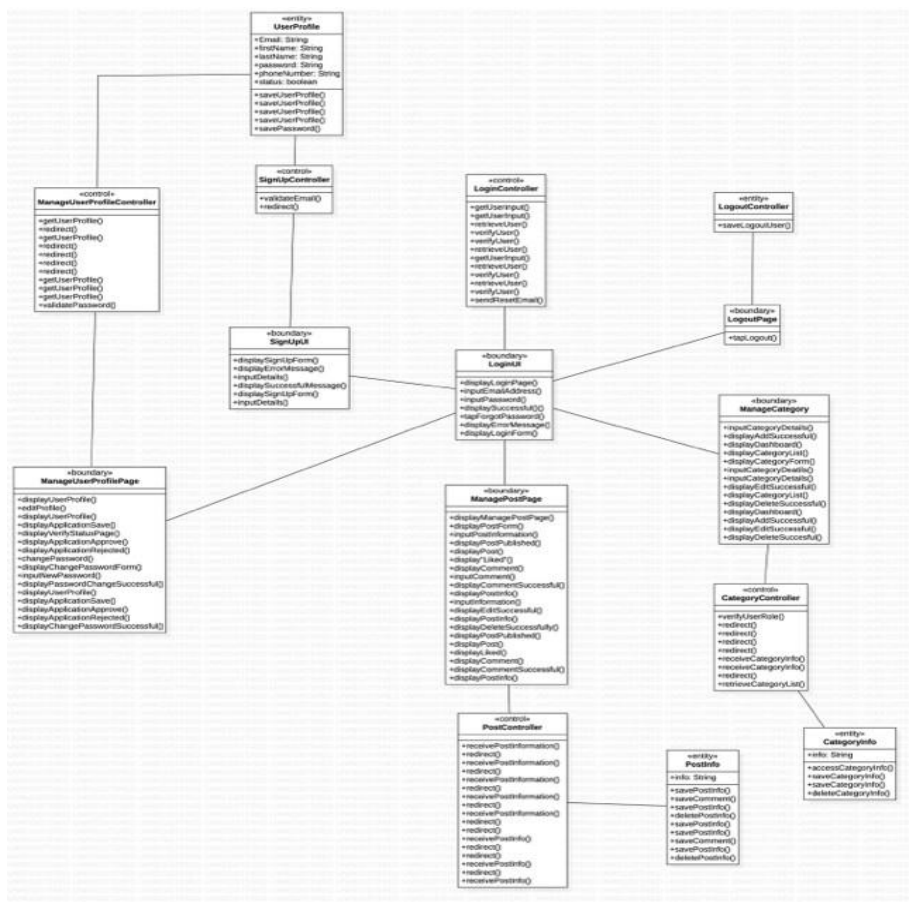 «entity»
UserProfile
+Email: String
+firstName: String
+lastName: String
+password: String
+phoneNumber: String
+status: boolean
+saveUserProfile()
+saveUserProfile()
+saveUserProfile()
+saveUserProfile()
+savePassword()
«control»
SignUpController
+validateEmail()
+redirect()
«control»
LoginController
+getUserInput()
+getUserInput()
+retrieveUser()
+verifyUser()
+verifyUser()
+retrieveUser()
+getUserInput()
+retrieveUser()
+verifyUser()
+retrieveUser()
+verifyUser()
+sendResetEmail()
«entity»
LogoutController
+saveLogoutUser()
«control»
ManageUserProfileController
+getUserProfile()
+redirect()
+getUserProfile()
+redirect()
+redirect()
+redirect()
+redirect()
+getUserProfile()
+getUserProfile()
+getUserProfile()
+validatePassword()
«boundary»
LogoutPage
+tapLogout()
«boundary»
SignUpUI
+displaySignUpForm()
+displayErrorMessage()
+inputDetails()
+displaySuccessfulMessage()
+displaySignUpForm()
+inputDetails()
«boundary»
LoginUI
+displayLoginPage()
+inputEmailAddress()
+inputPassword()
+displaySuccessful()()
+tapForgotPassword()
+displayErrorMessage()
+displayLoginForm()
«boundary»
ManageCategory
+inputCategoryDetails()
+displayAddSuccessful()
+displayDashboard()
+displayCategoryList()
+displayCategoryForm()
+inputCategoryDeatils()
+inputCategoryDetails()
+displayEditSuccessful()
+displayCategoryList()
+displayDeleteSuccessful()
+displayDashboard()
+displayAddSuccessful()
+displayEditSuccessful()
+displayDeleteSuccesful()
«boundary»
ManageUserProfilePage
+displayUserProfile()
+editProfile()
+displayUserProfile()
+displayApplicationSave()
+displayVerifyStatusPage()
+displayApplicationApprove()
+displayApplicationRejected()
+changePassword()
+displayChangePasswordForm()
+inputNewPassword()
+displayPasswordChangeSuccessful()
+displayUserProfile()
+displayApplicationSave()
+displayApplicationApprove()
+displayApplicationRejected()
+displayChangePasswordSuccessful()
«boundary»
ManagePostPage
+displayManagePostPage()
+displayPostForm()
+inputPostInformation()
+displayPostPublished()
+displayPost()
+display"Liked"()
+displayComment()
+inputComment()
+displayCommentSuccessful()
+displayPostInfo()
+inputInformation()
+displayEditSuccessful()
+displayPostInfo()
+displayDeleteSuccessfully()
+displayPostPublished()
+displayPost()
+displayLiked()
+displayComment()
+displayCommentSuccessful()
+displayPostInfo()
«control»
CategoryController
+verifyUserRole()
+redirect()
+redirect()
+redirect()
+receiveCategoryInfo()
+receiveCategoryInfo()
+redirect()
+retrieveCategoryList()
«control»
PostController
+receivePostInformation()
+redirect()
+receivePostInformation()
+redirect()
+receivePostInformation()
+redirect()
+receivePostInformation()
+redirect()
+receivePostInformation()
+redirect()
+redirect()
+receivePostInfo()
+redirect()
+redirect()
+receivePostInfo()
+redirect()
+receivePostInfo()
«entity»
PostInfo
+info: String
+savePostInfo()
+saveComment()
+savePostInfo()
+deletePostInfo()
+savePostInfo()
+savePostInfo()
+saveComment()
+savePostInfo()
+deletePostInfo()
«entity»
CategoryInfo
+info: String
+accessCategoryInfo()
+saveCategoryInfo()
+saveCategoryInfo()
+deleteCategoryInfo()